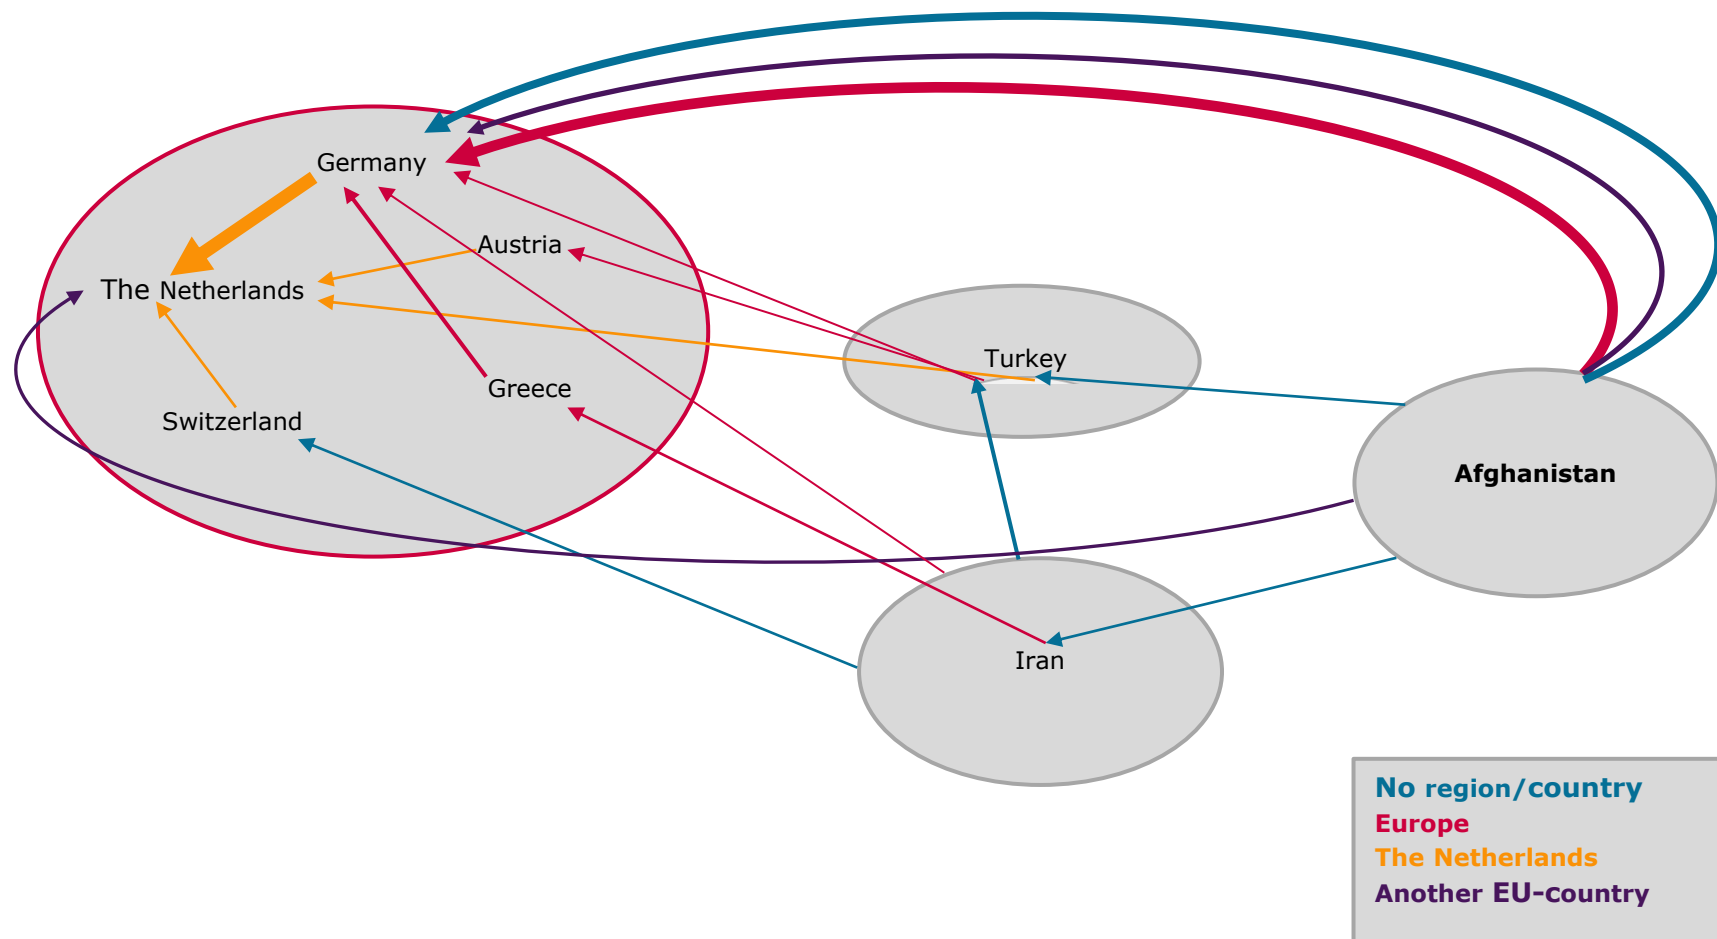 Germany
Austria
The Netherlands
Turkey
Greece
Switzerland
Afghanistan
Iran
No region/country
Europe
The Netherlands
Another EU-country